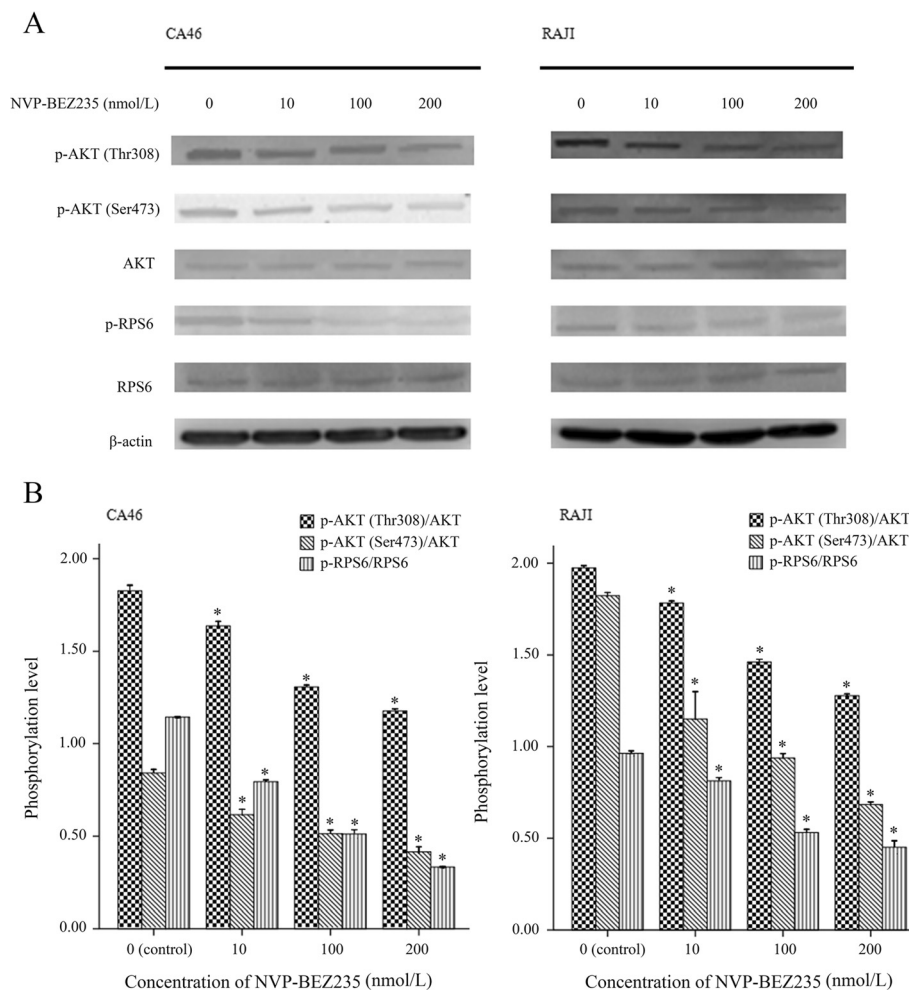 A
CA46
RAJI
NVP-BEZ235 (nmol/L)
0 10 100 200
0 10 100 200
p-AKT (Thr308)
p-AKT (Ser473)
AKT
p-RPS6
RPS6
β-actin
B
CA46
p-AKT (Thr308)/AKT
p-AKT (Ser473)/AKT
p-RPS6/RPS6
Phosphorylation level
2.00
1.50
1.00
0.50
0.00
* * * * * * * * *
0 (control) 10 100 200
Concentration of NVP-BEZ235 (nmol/L)
RAJI
p-AKT (Thr308)/AKT
p-AKT (Ser473)/AKT
p-RPS6/RPS6
Phosphorylation level
2.00
1.50
1.00
0.50
0.00
* * * * * * * * *
0 (control) 10 100 200
Concentration of NVP-BEZ235 (nmol/L)